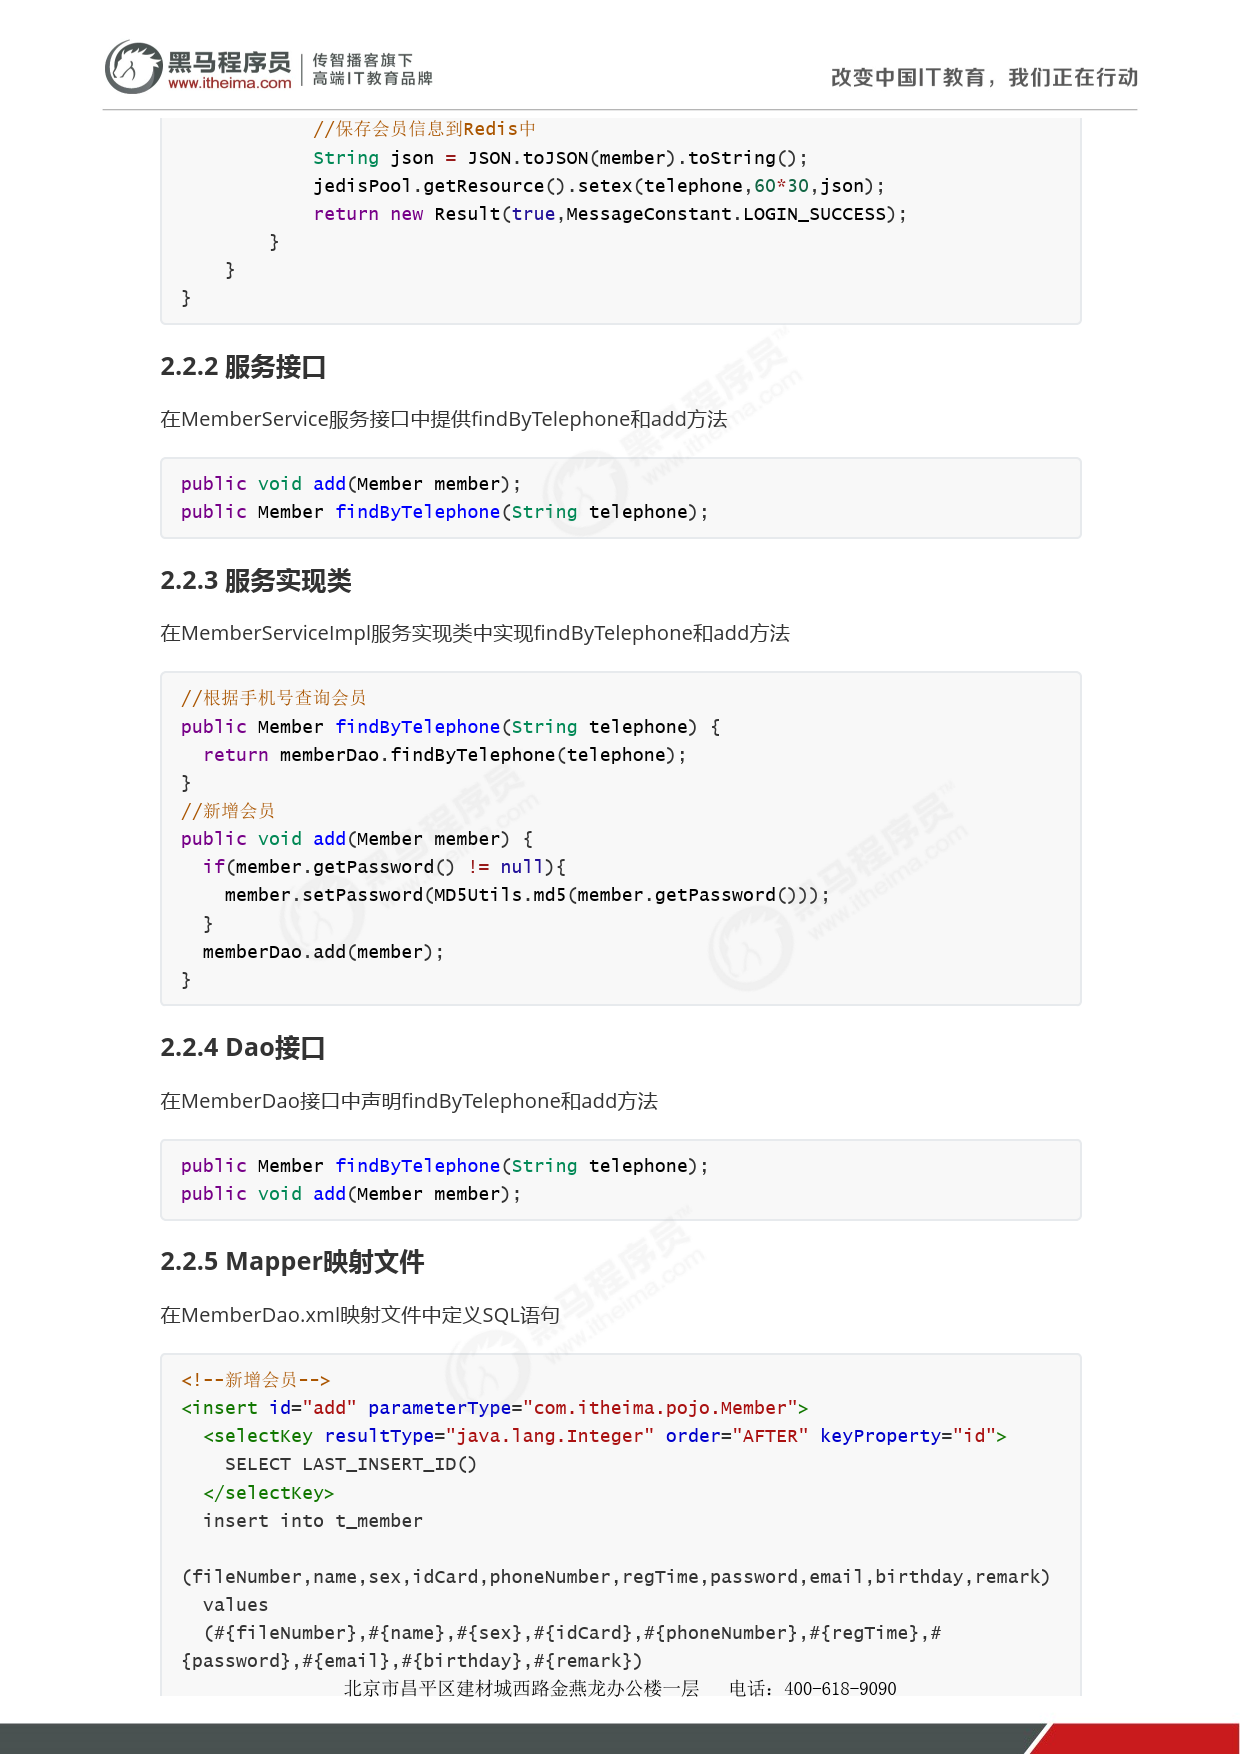 黑马程序员
www.itheima.com
传智播客旗下
高端IT教育品牌
改变中国IT教育，我们正在行动
//保存会员信息到Redis中
String json = JSON.toJSON(member).toString();
jedisPool.getResource().setex(telephone,60*30,json);
return new Result(true,MessageConstant.LOGIN_SUCCESS);
}
}
}
2.2.2 服务接口
在MemberService服务接口中提供findByTelephone和add方法
public void add(Member member);
public Member findByTelephone(String telephone);
2.2.3 服务实现类
在MemberServiceImpl服务实现类中实现findByTelephone和add方法
//根据手机号查询会员
public Member findByTelephone(String telephone) {
return memberDao.findByTelephone(telephone);
}
//新增会员
public void add(Member member) {
if(member.getPassword() != null){
member.setPassword(MD5Utils.md5(member.getPassword()));
}
memberDao.add(member);
}
2.2.4 Dao接口
在MemberDao接口中声明findByTelephone和add方法
public Member findByTelephone(String telephone);
public void add(Member member);
2.2.5 Mapper映射文件
在MemberDao.xml映射文件中定义SQL语句
<!--新增会员-->
<insert id="add" parameterType="com.itheima.pojo.Member">
<selectKey resultType="java.lang.Integer" order="AFTER" keyProperty="id">
SELECT LAST_INSERT_ID()
</selectKey>
insert into t_member
(fileNumber,name,sex,idCard,phoneNumber,regTime,password,email,birthday,remark)
values
(#{fileNumber},#{name},#{sex},#{idCard},#{phoneNumber},#{regTime},#
{password},#{email},#{birthday},#{remark})
北京市昌平区建材城西路金燕龙办公楼一层 电话：400-618-9090